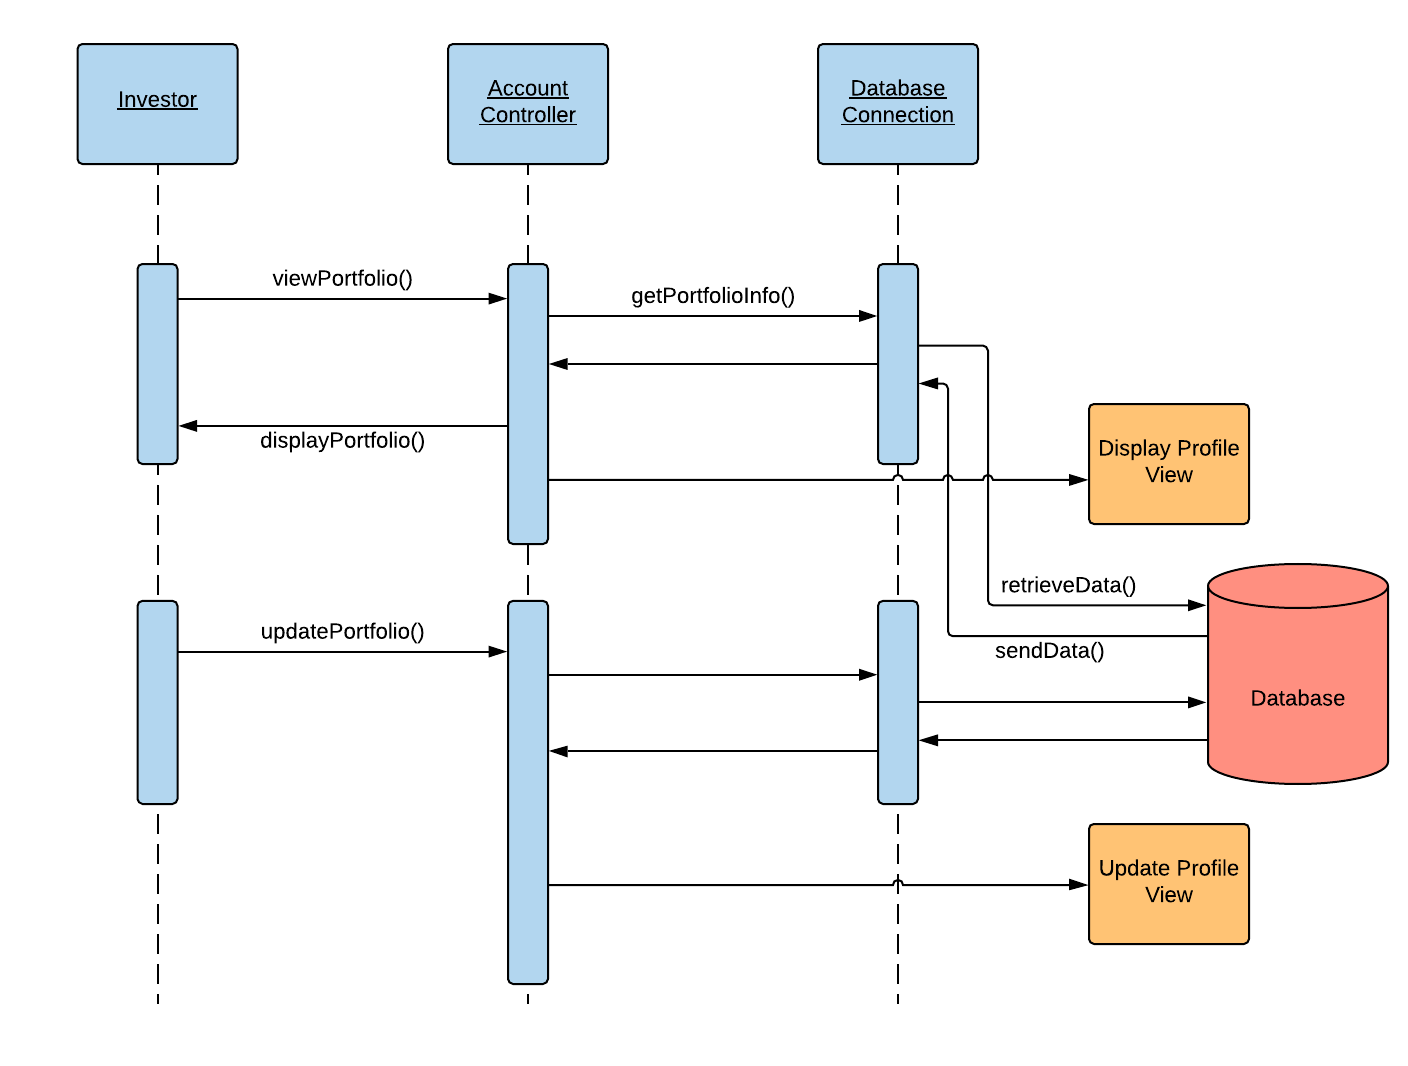 Investor
Account
Controller
Database
Connection
viewPortfolio()
getPortfolioInfo()
displayPortfolio()
Display Profile
View
retrieveData()
updatePortfolio()
sendData()
Database
Update Profile
View